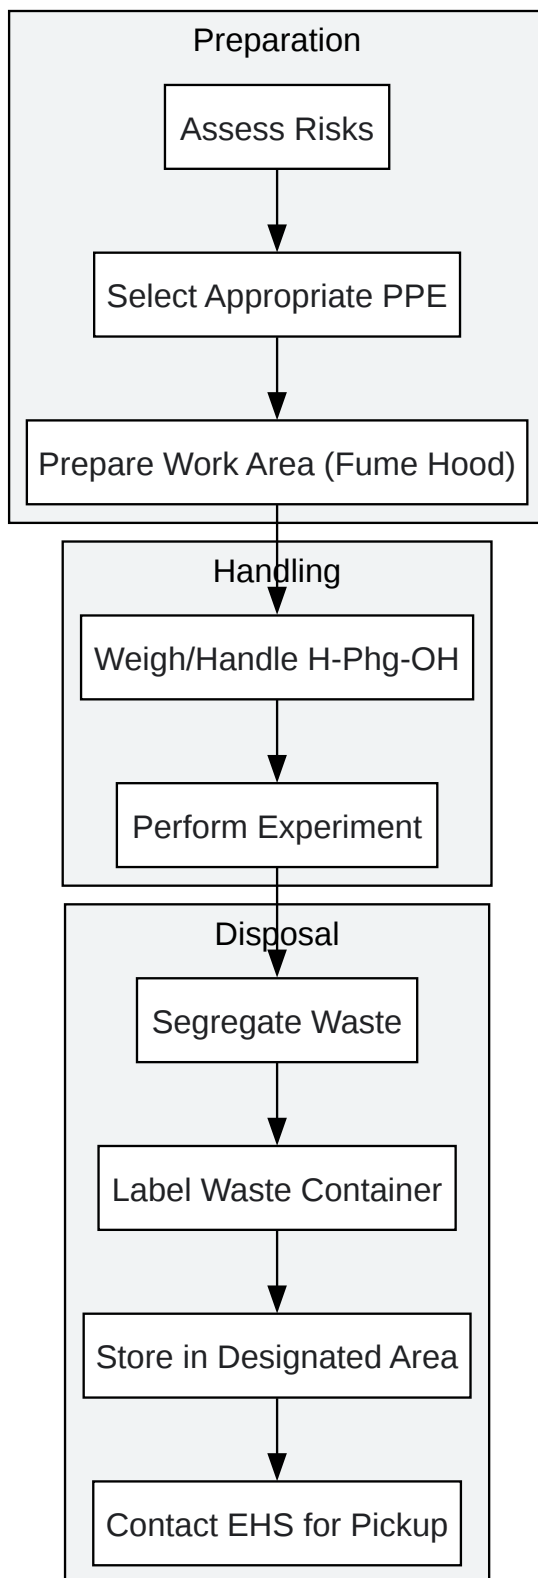 Preparation
Assess Risks
Select Appropriate PPE
Prepare Work Area (Fume Hood)
Handling
Weigh/Handle H-Phg-OH
Perform Experiment
Disposal
Segregate Waste
Label Waste Container
Store in Designated Area
Contact EHS for Pickup